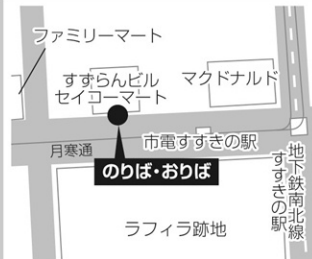 ファミリーマート
すずらんビル
セイコーマート
マクドナルド
市電すすきの駅
月寒通
のりば・おりば
地下鉄南北線
すすきの駅
ラフィラ跡地